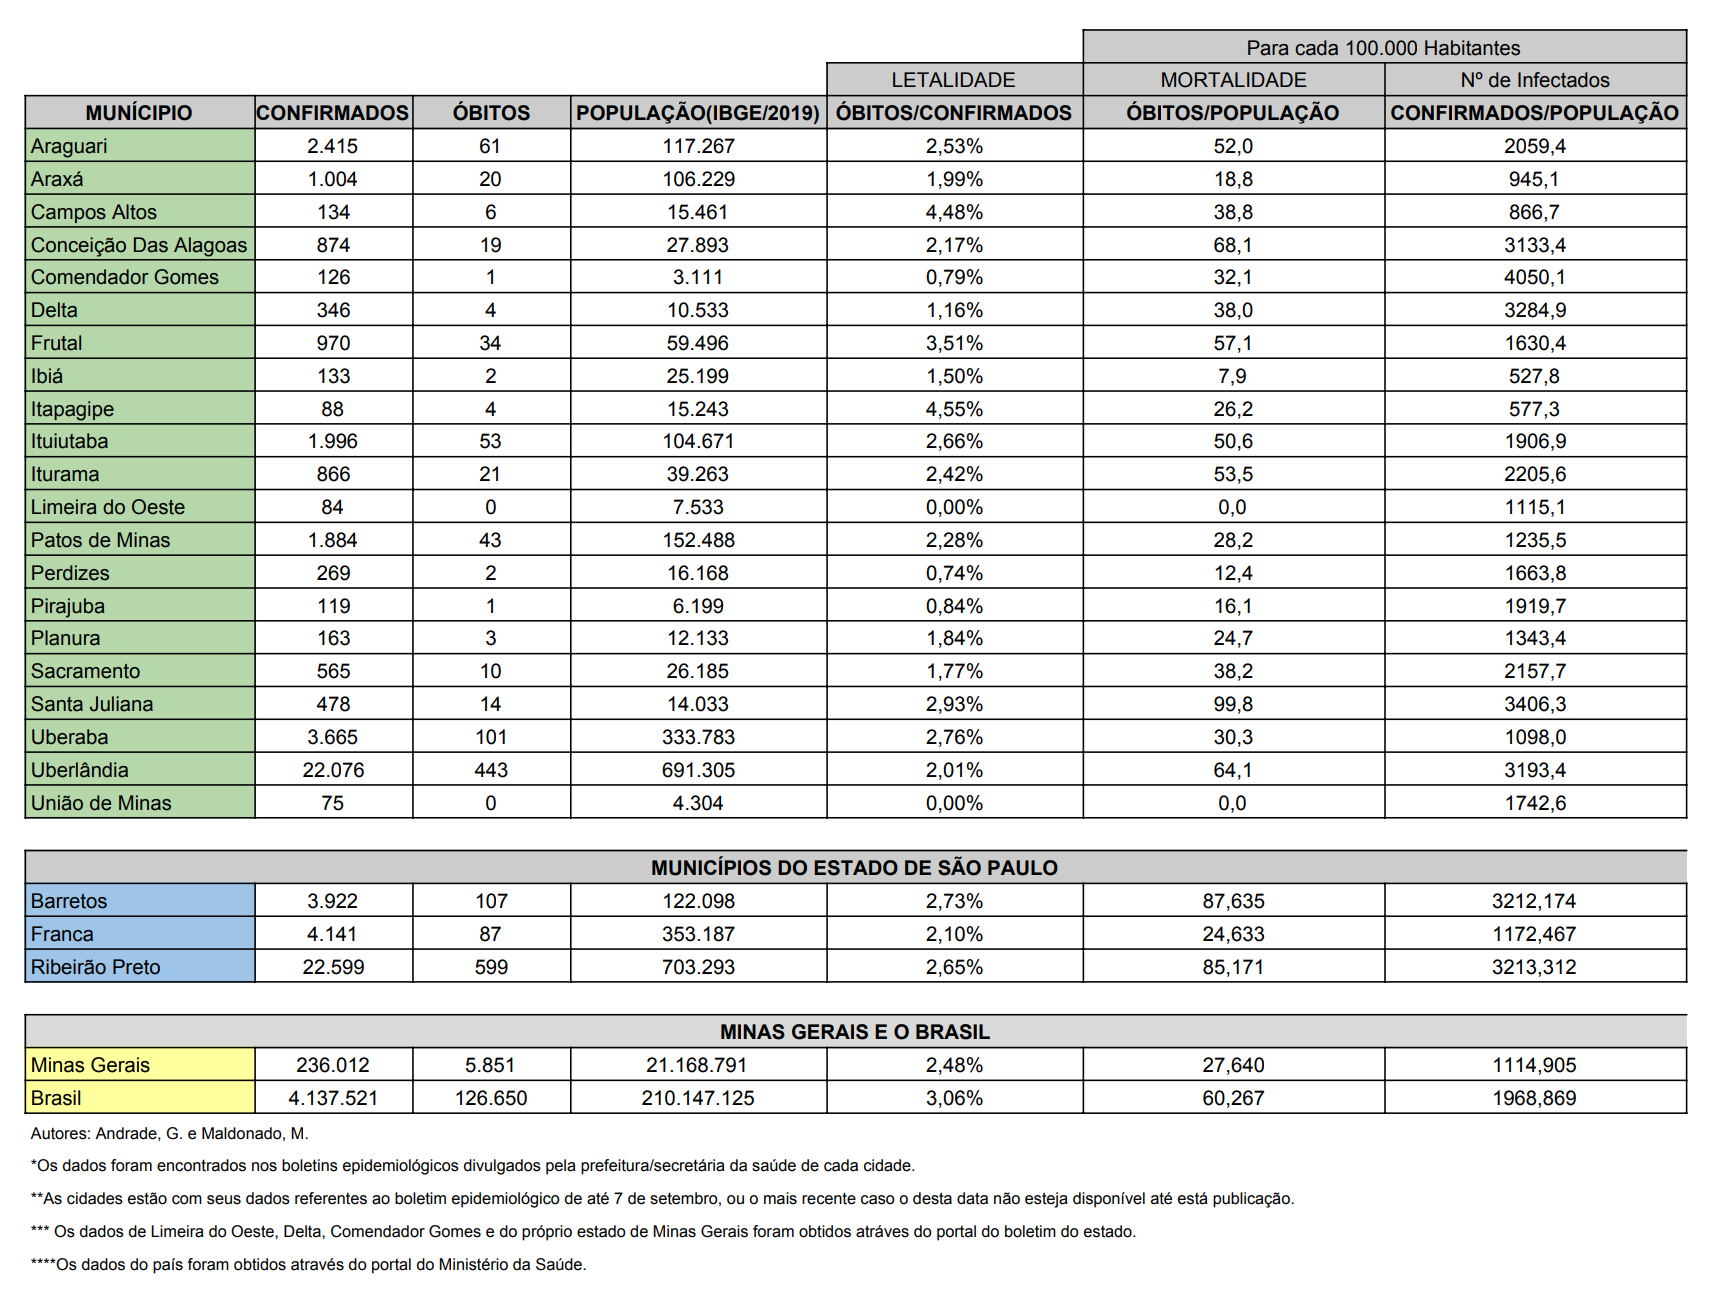 Para cada 100.000 Habitantes
LETALIDADE MORTALIDADE Nº de Infectados
MUNÍCIPIO CONFIRMADOS ÓBITOS POPULAÇÃO(IBGE/2019) ÓBITOS/CONFIRMADOS ÓBITOS/POPULAÇÃO CONFIRMADOS/POPULAÇÃO
Araguari 2.415 61 117.267 2,53% 52,0 2059,4
Araxá 1.004 20 106.229 1,99% 18,8 945,1
Campos Altos 134 6 15.461 4,48% 38,8 866,7
Conceição Das Alagoas 874 19 27.893 2,17% 68,1 3133,4
Comendador Gomes 126 1 3.111 0,79% 32,1 4050,1
Delta 346 4 10.533 1,16% 38,0 3284,9
Frutal 970 34 59.496 3,51% 57,1 1630,4
Ibiá 133 2 25.199 1,50% 7,9 527,8
Itapagipe 88 4 15.243 4,55% 26,2 577,3
Ituiutaba 1.996 53 104.671 2,66% 50,6 1906,9
Iturama 866 21 39.263 2,42% 53,5 2205,6
Limeira do Oeste 84 0 7.533 0,00% 0,0 1115,1
Patos de Minas 1.884 43 152.488 2,28% 28,2 1235,5
Perdizes 269 2 16.168 0,74% 12,4 1663,8
Pirajuba 119 1 6.199 0,84% 16,1 1919,7
Planura 163 3 12.133 1,84% 24,7 1343,4
Sacramento 565 10 26.185 1,77% 38,2 2157,7
Santa Juliana 478 14 14.033 2,93% 99,8 3406,3
Uberaba 3.665 101 333.783 2,76% 30,3 1098,0
Uberlândia 22.076 443 691.305 2,01% 64,1 3193,4
União de Minas 75 0 4.304 0,00% 0,0 1742,6
MUNICÍPIOS DO ESTADO DE SÃO PAULO
Barretos 3.922 107 122.098 2,73% 87,635 3212,174
Franca 4.141 87 353.187 2,10% 24,633 1172,467
Ribeirão Preto 22.599 599 703.293 2,65% 85,171 3213,312
MINAS GERAIS E O BRASIL
Minas Gerais 236.012 5.851 21.168.791 2,48% 27,640 1114,905
Brasil 4.137.521 126.650 210.147.125 3,06% 60,267 1968,869
Autores: Andrade, G. e Maldonado, M.
*Os dados foram encontrados nos boletins epidemiológicos divulgados pela prefeitura/secretária da saúde de cada cidade.
**As cidades estão com seus dados referentes ao boletim epidemiológico de até 7 de setembro, ou o mais recente caso o desta data não esteja disponível até está publicação.
*** Os dados de Limeira do Oeste, Delta, Comendador Gomes e do próprio estado de Minas Gerais foram obtidos atráves do portal do boletim do estado.
****Os dados do país foram obtidos através do portal do Ministério da Saúde.